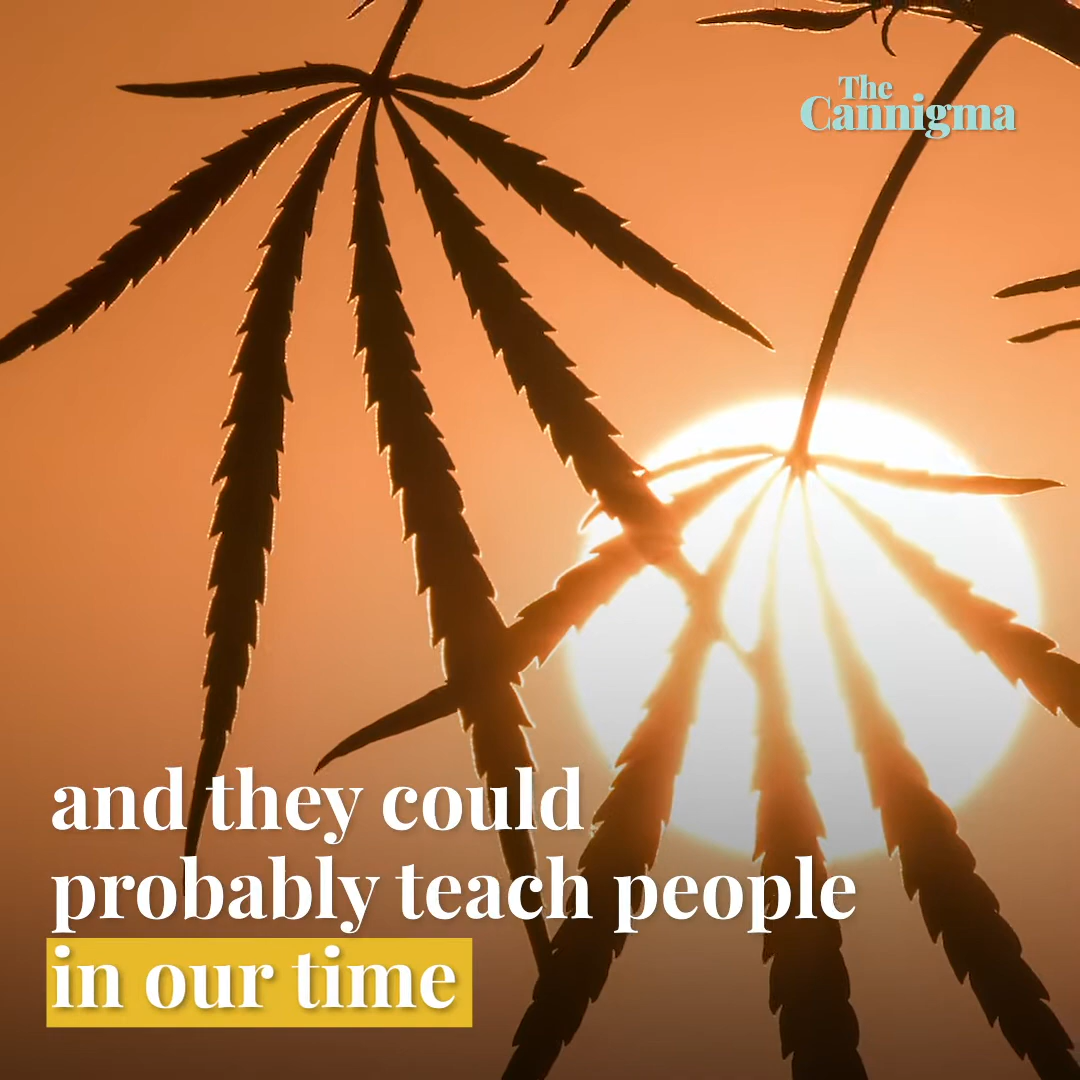 The
Cannigma
and they could
probably teach people
in our time